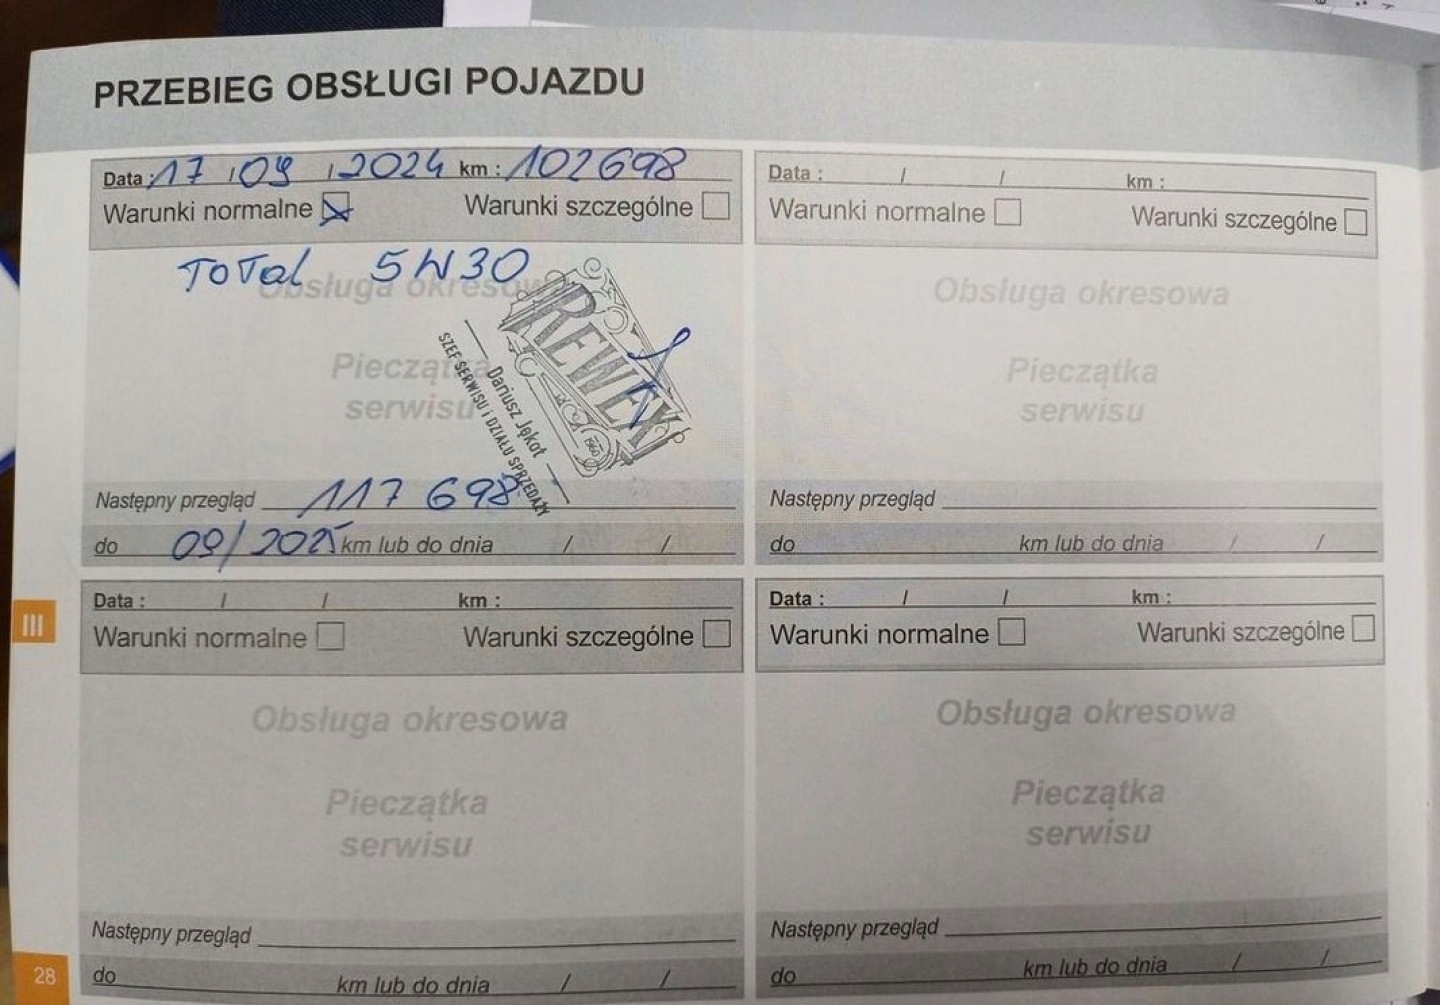 PRZEBIEG OBSŁUGI POJAZDU
Data : 17 / 09 / 2024 km : 102698
Warunki normalne Warunki szczególne
TOTAL 5W30
Obsługa okresowa
Pieczątka
serwisu
REWEX
1960
Dariusz Jękot
SZEF SERWISU i DZIAŁU SPRZEDAŻY
Następny przegląd 117 698
do 09/2025 km lub do dnia / /
Data : / / km :
Warunki normalne Warunki szczególne
Obsługa okresowa
Pieczątka
serwisu
Następny przegląd
do km lub do dnia / /
III
Data : / / km :
Warunki normalne Warunki szczególne
Obsługa okresowa
Pieczątka
serwisu
Następny przegląd
do km lub do dnia / /
Data : / / km :
Warunki normalne Warunki szczególne
Obsługa okresowa
Pieczątka
serwisu
Następny przegląd
do km lub do dnia / /
28